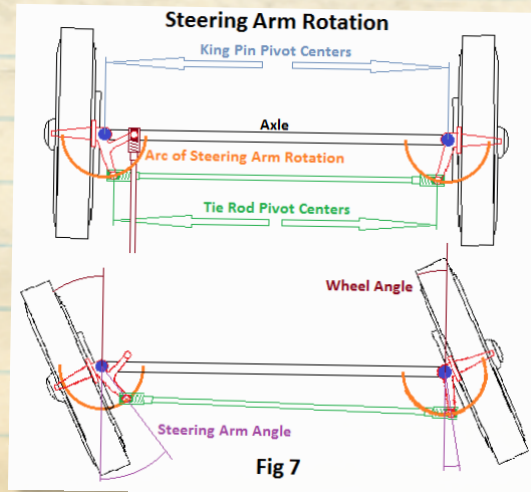 Steering Arm Rotation
King Pin Pivot Centers
Axle
Arc of Steering Arm Rotation
Tie Rod Pivot Centers
Wheel Angle
Steering Arm Angle
Fig 7